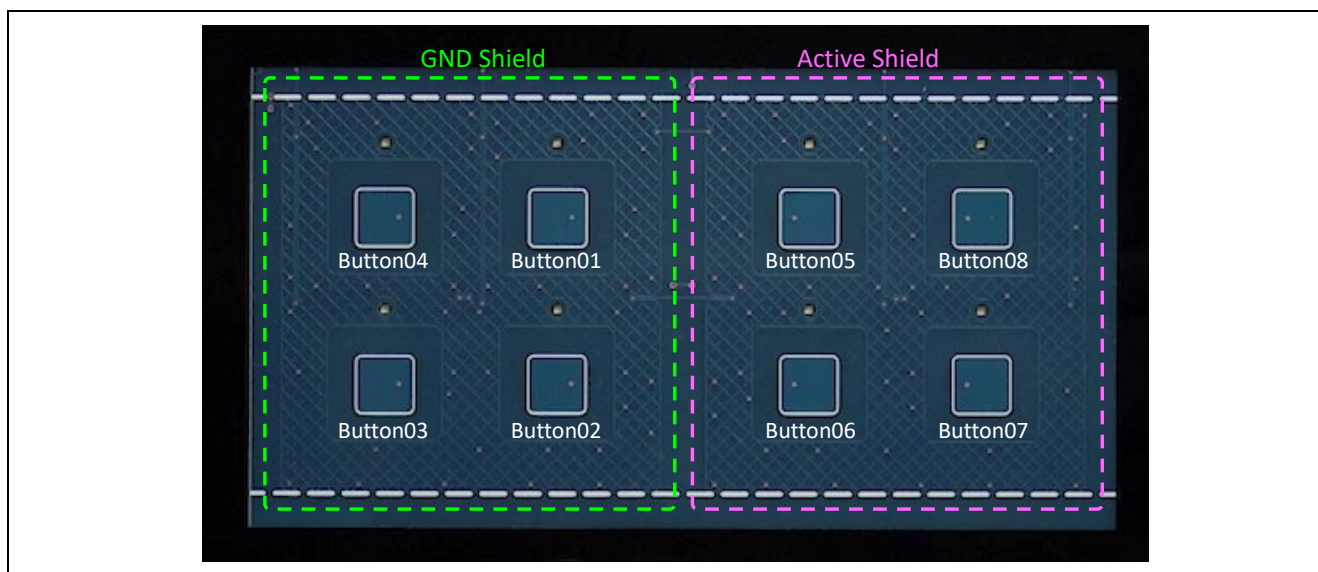 GND Shield Active Shield
Button04 Button01 Button05 Button08
Button03 Button02 Button06 Button07